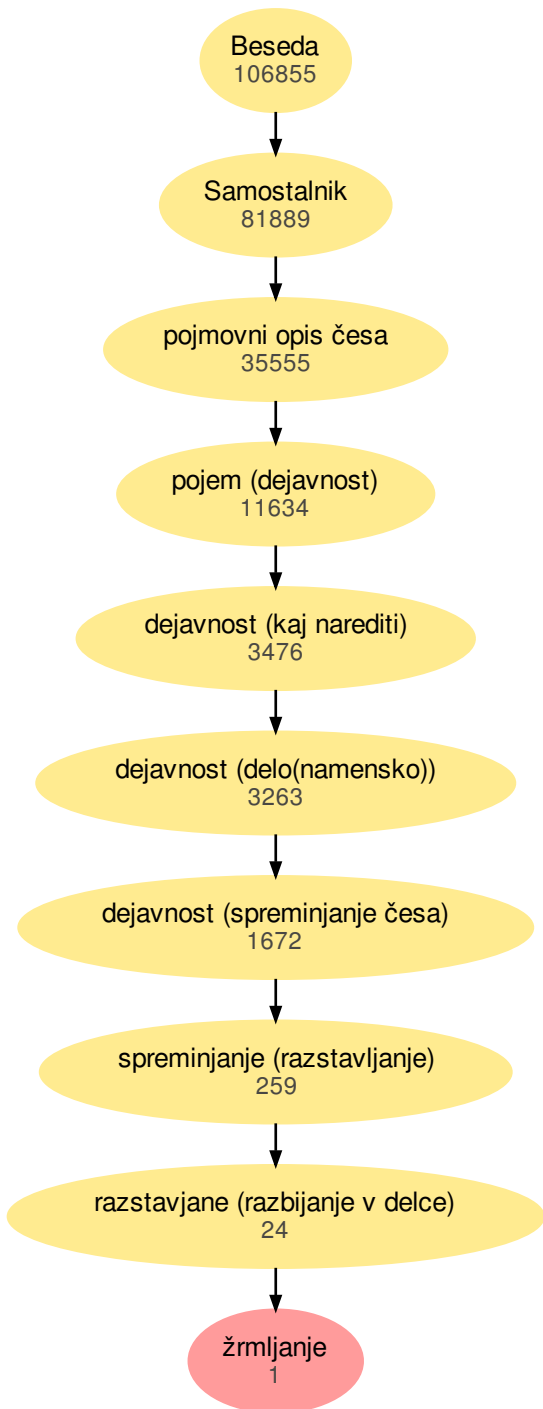 Beseda
106855
Samostalnik
81889
pojmovni opis česa
35555
pojem (dejavnost)
11634
dejavnost (kaj narediti)
3476
dejavnost (delo(namensko))
3263
dejavnost (spreminjanje česa)
1672
spreminjanje (razstavljanje)
259
razstavjane (razbijanje v delce)
24
žrmljanje
1